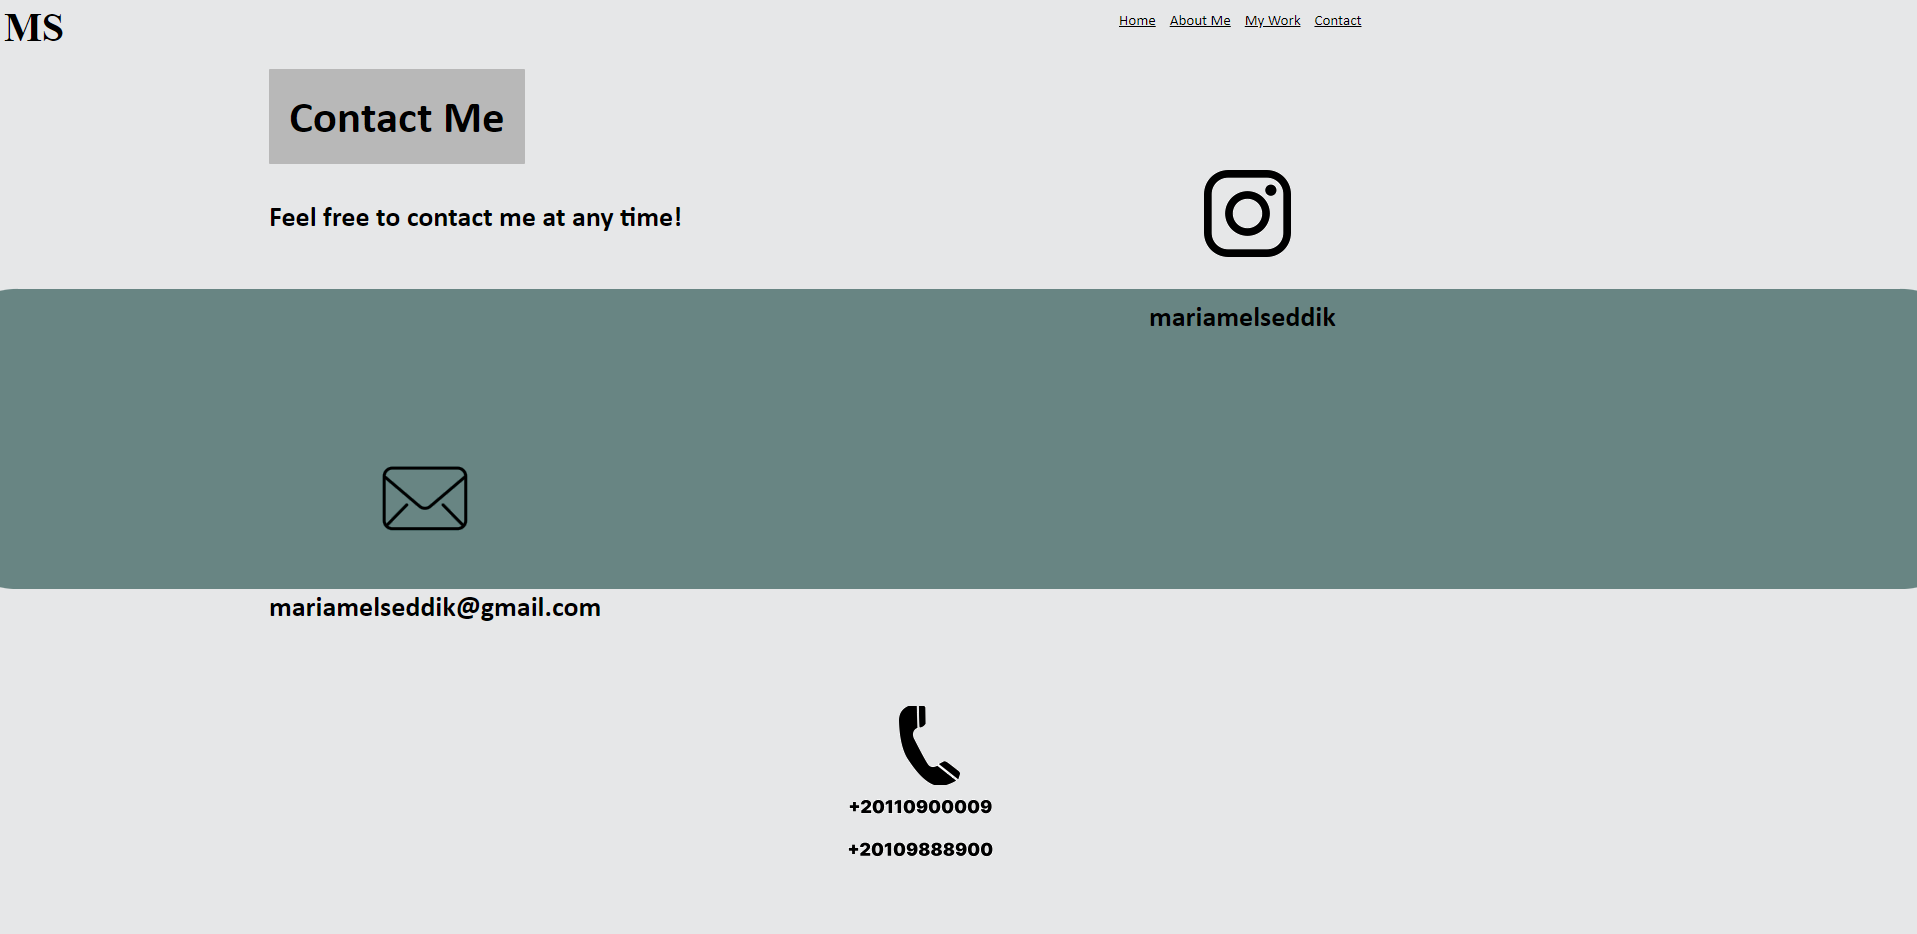 MS
Home About Me My Work Contact
Contact Me
Feel free to contact me at any time!
mariamelseddik
mariamelseddik@gmail.com
+20110900009
+20109888900